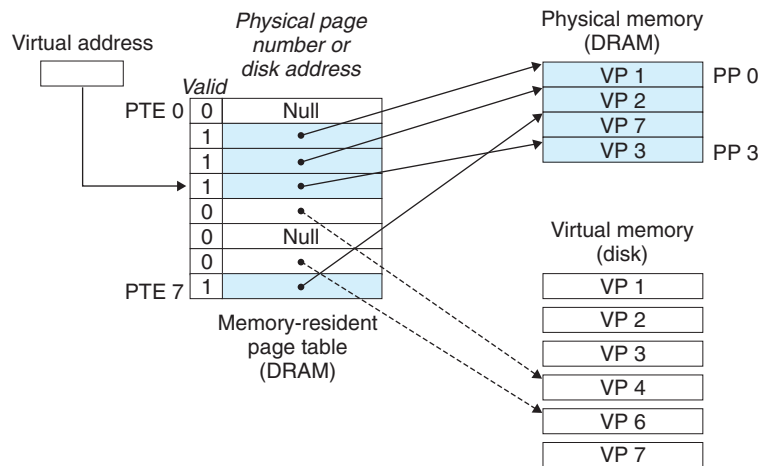 Virtual address
Physical page
number or
disk address
Valid
PTE 0
0
Null
1
1
1
0
0
Null
0
PTE 7
1
Memory-resident
page table
(DRAM)
Physical memory
(DRAM)
VP 1
PP 0
VP 2
VP 7
VP 3
PP 3
Virtual memory
(disk)
VP 1
VP 2
VP 3
VP 4
VP 6
VP 7